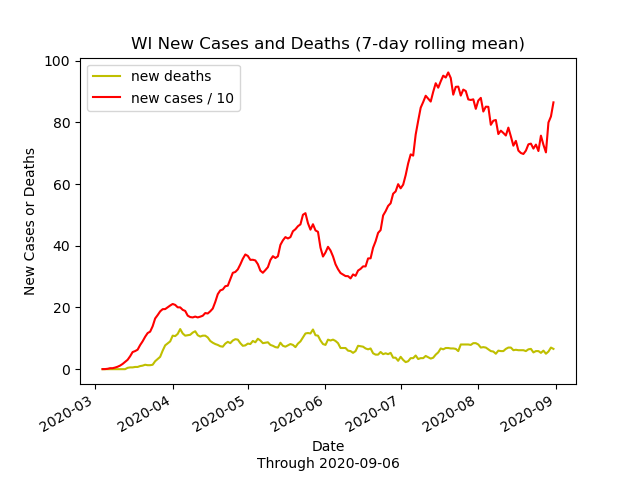 WI New Cases and Deaths (7-day rolling mean)
new deaths
new cases / 10
New Cases or Deaths
100
80
60
40
20
0
2020-03
2020-04
2020-05
2020-06
2020-07
2020-08
2020-09
Date
Through 2020-09-06